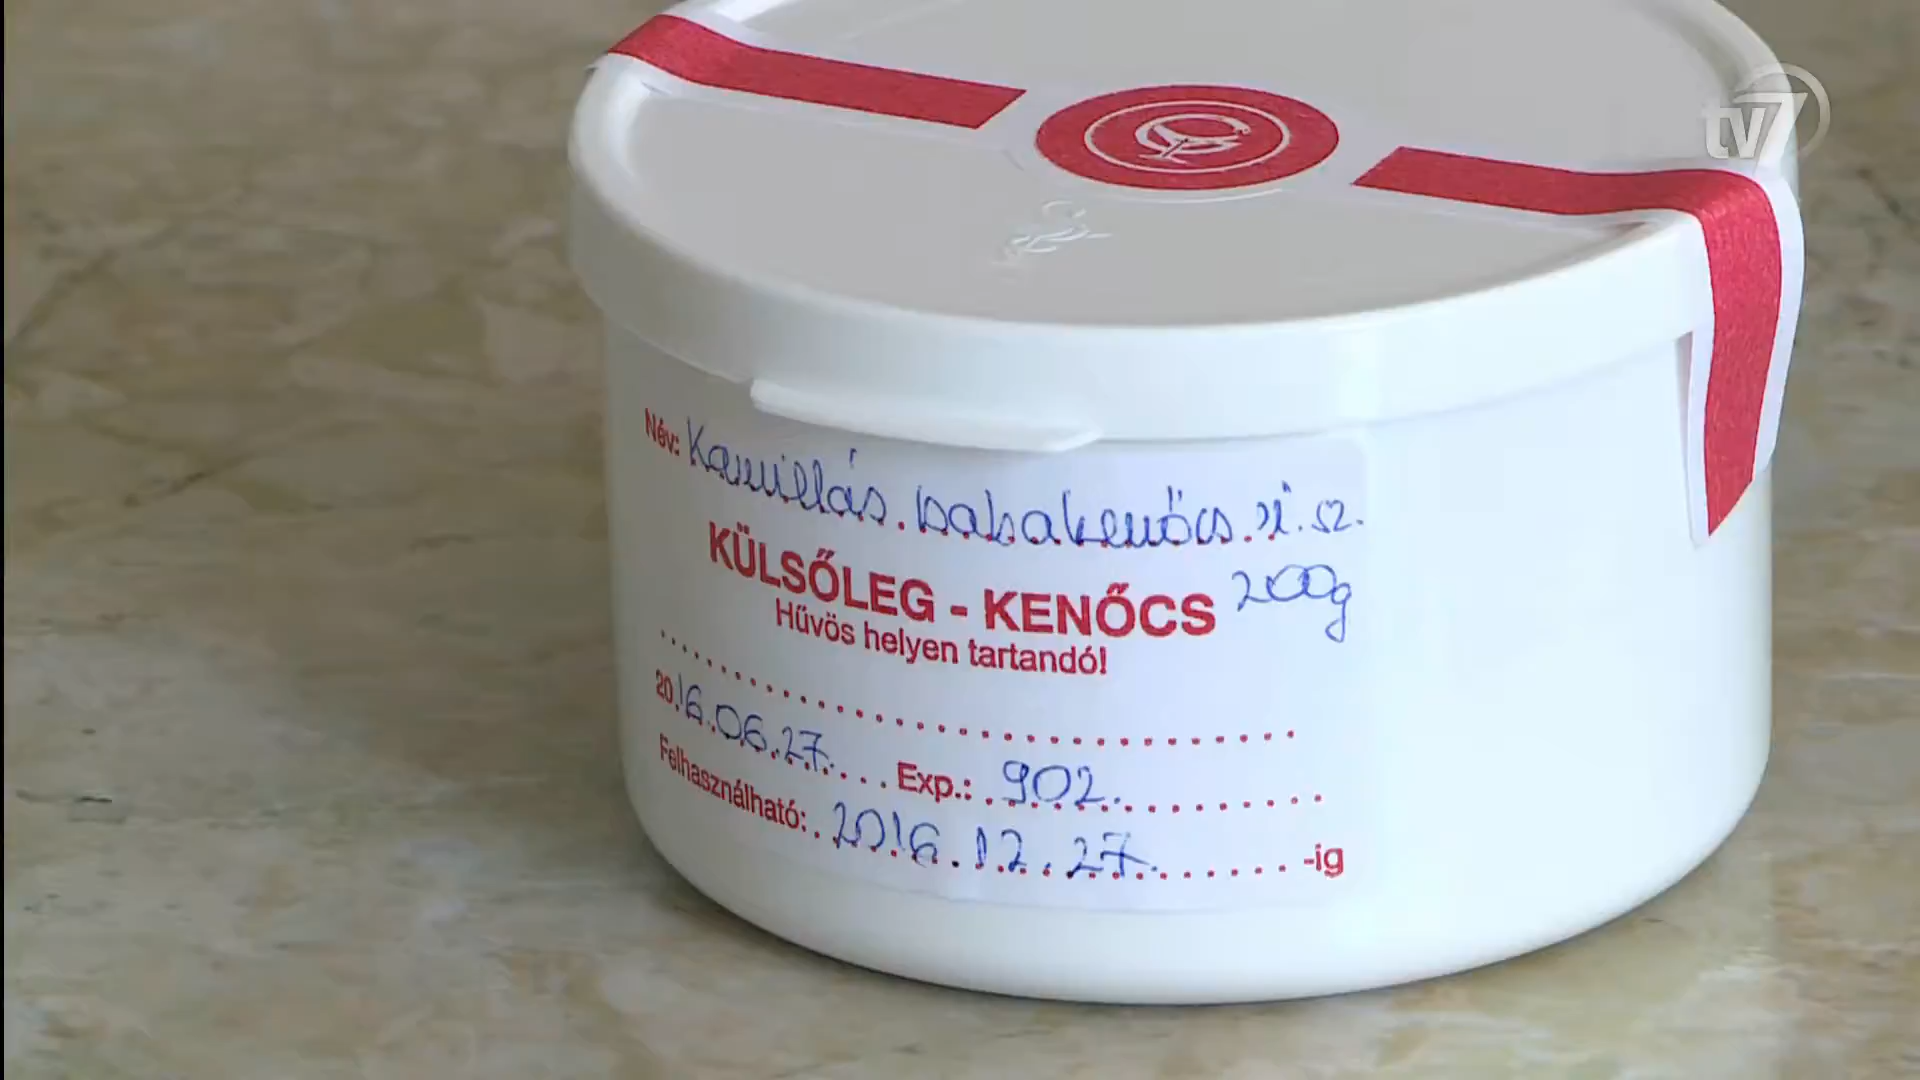 tv7
Név: Kamillás babakenőcs
KÜLSŐLEG - KENŐCS 200g
Hűvös helyen tartandó!
2016.06.27. Exp.: 902.
Felhasználható: 2016.12.27. -ig